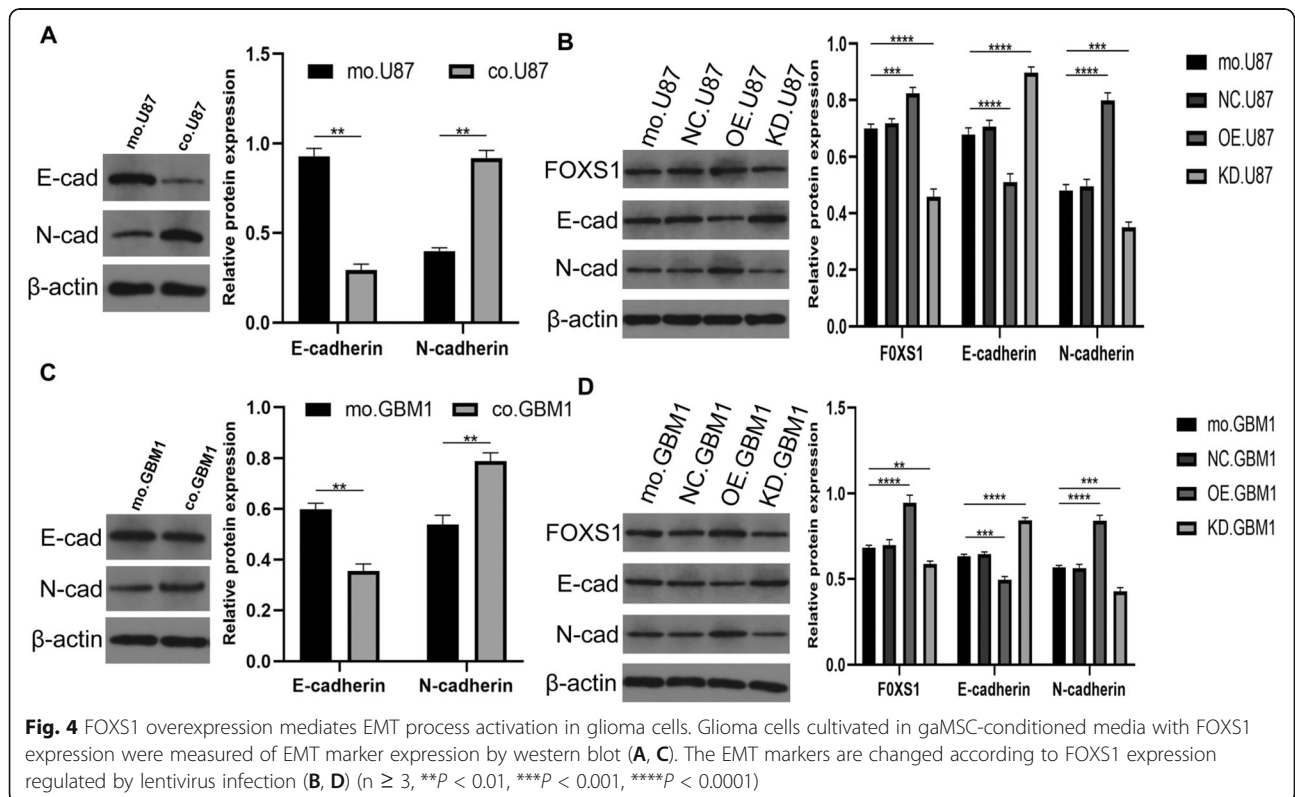 A
mo.U87
co.U87
E-cad
N-cad
β-actin
Relative protein expression
1.5
1.0
0.5
0.0
mo.U87
co.U87
**
**
E-cadherin
N-cadherin
B
mo.U87
NC.U87
OE.U87
KD.U87
FOXS1
E-cad
N-cad
β-actin
Relative protein expression
1.0
0.8
0.6
0.4
0.2
0.0
****
***
****
****
***
****
F0XS1
E-cadherin
N-cadherin
mo.U87
NC.U87
OE.U87
KD.U87
C
mo.GBM1
co.GBM1
E-cad
N-cad
β-actin
Relative protein expression
1.0
0.8
0.6
0.4
0.2
0.0
mo.GBM1
co.GBM1
**
**
E-cadherin
N-cadherin
D
mo.GBM1
NC.GBM1
OE.GBM1
KD.GBM1
FOXS1
E-cad
N-cad
β-actin
Relative protein expression
1.5
1.0
0.5
0.0
**
****
****
***
***
****
F0XS1
E-cadherin
N-cadherin
mo.GBM1
NC.GBM1
OE.GBM1
KD.GBM1
Fig. 4 FOXS1 overexpression mediates EMT process activation in glioma cells. Glioma cells cultivated in gaMSC-conditioned media with FOXS1
expression were measured of EMT marker expression by western blot (A, C). The EMT markers are changed according to FOXS1 expression
regulated by lentivirus infection (B, D) (n ≥ 3, **P < 0.01, ***P < 0.001, ****P < 0.0001)